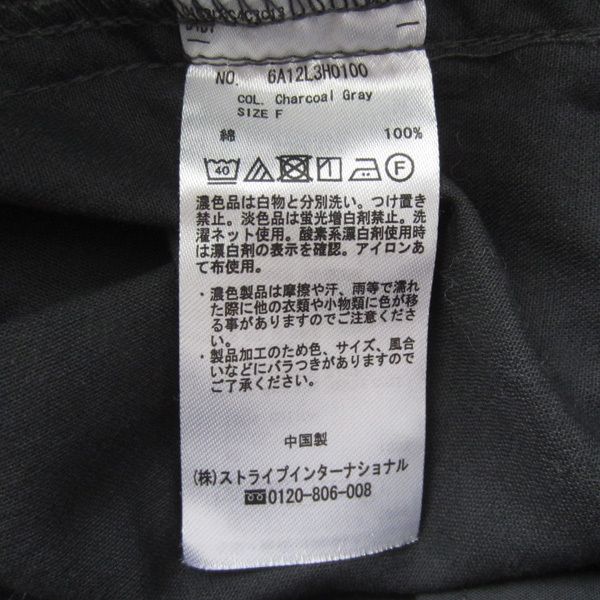 NO. 6A12L3H0100
COL. Charcoal Gray
SIZE F
綿 100%
40 F
濃色品は白物と分別洗い。つけ置き
禁止。淡色品は蛍光増白剤禁止。洗
濯ネット使用。酸素系漂白剤使用時
は漂白剤の表示を確認。アイロンあ
て布使用。
・濃色製品は摩擦や汗、雨等で濡れ
た際に他の衣類や小物類に色が移
る事がありますのでご注意くださ
い。
・製品加工のため色、サイズ、風合
いなどにバラつきがありますので
ご了承ください。
中国製
(株)ストライプインターナショナル
0120-806-008